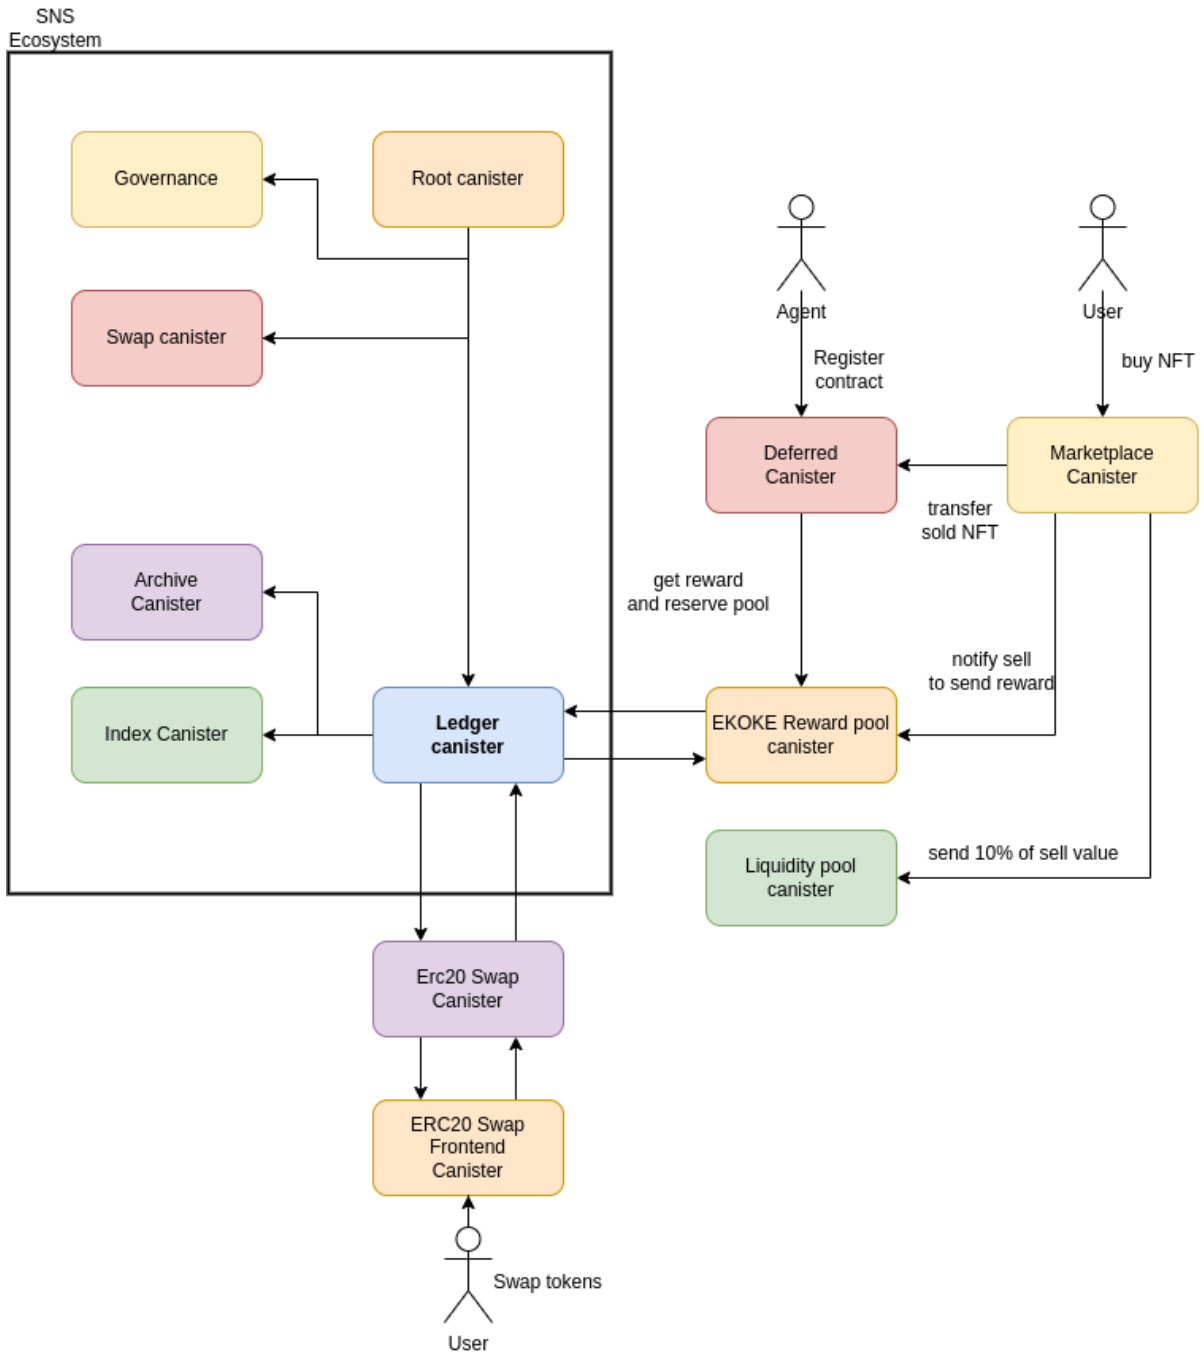 SNS
Ecosystem
Governance
Root canister
Swap canister
Agent
User
Register
contract
buy NFT
Deferred
Canister
Marketplace
Canister
transfer
sold NFT
Archive
Canister
get reward
and reserve pool
notify sell
to send reward
Index Canister
Ledger
canister
EKOKE Reward pool
canister
Liquidity pool
canister
send 10% of sell value
Erc20 Swap
Canister
ERC20 Swap
Frontend
Canister
Swap tokens
User